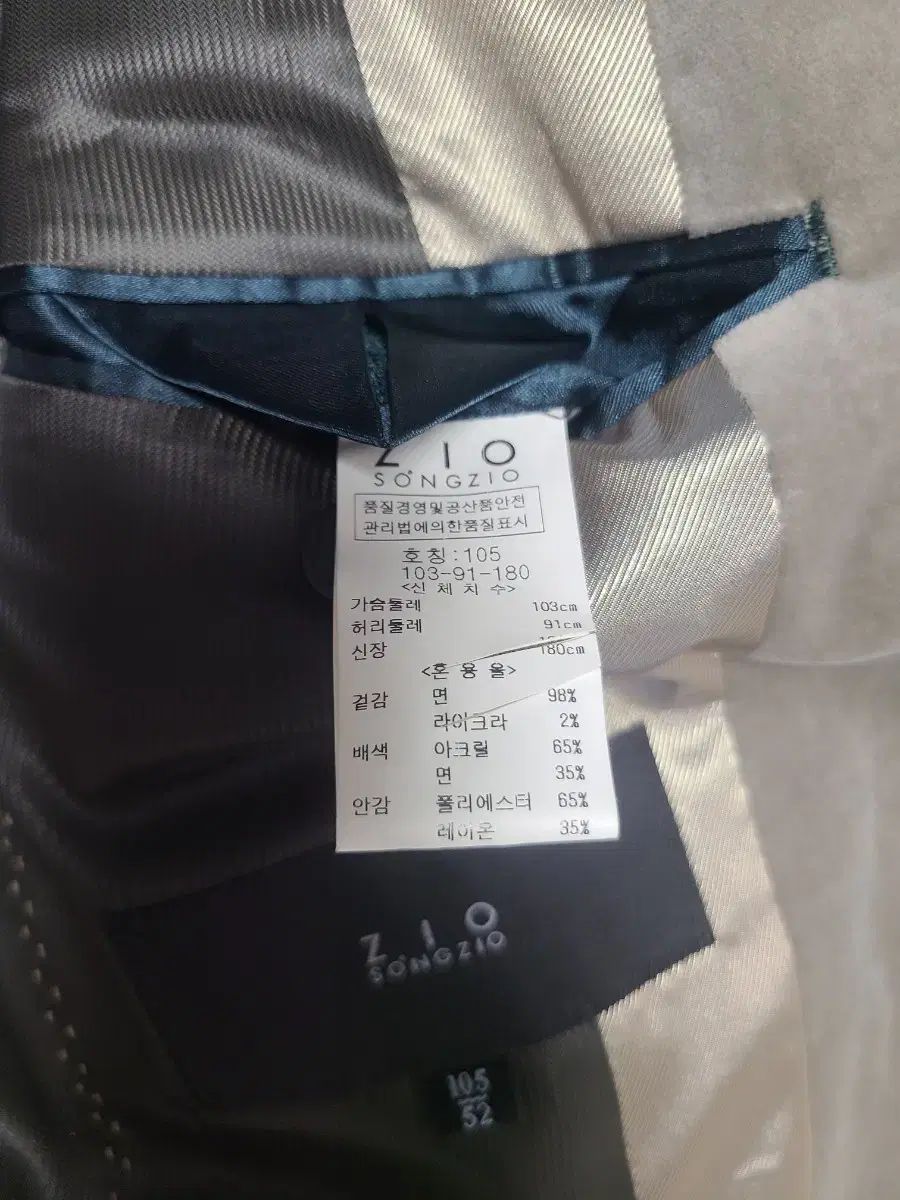 ZIO
SONGZIO
품질경영및공산품안전
관리법에의한품질표시
호칭:105
103-91-180
<신 체 치 수>
가슴둘레 103cm
허리둘레 91cm
신장 180cm
<혼 용 율>
겉감 면 98%
라이크라 2%
배색 아크릴 65%
면 35%
안감 폴리에스터 65%
레이온 35%
ZIO
SONGZIO
105
52